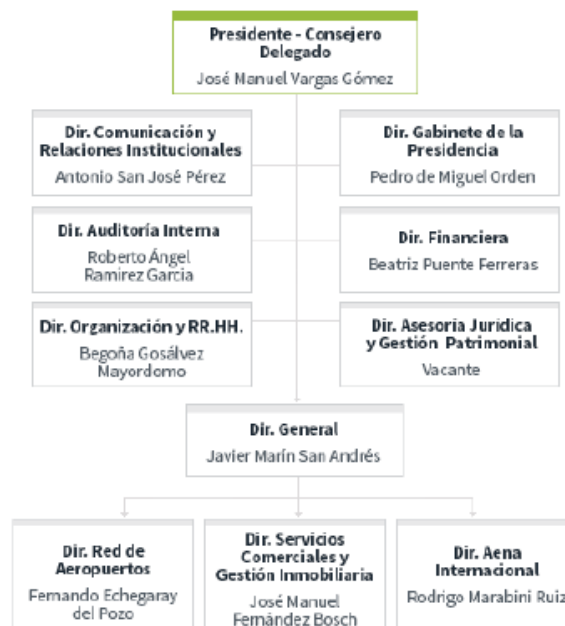 Presidente - Consejero
Delegado
José Manuel Vargas Gómez
Dir. Comunicación y
Relaciones Institucionales
Antonio San José Pérez
Dir. Gabinete de la
Presidencia
Pedro de Miguel Orden
Dir. Auditoría Interna
Roberto Ángel
Ramirez Garcia
Dir. Financiera
Beatriz Puente Ferreras
Dir. Organización y RR.HH.
Begoña Gosálvez
Mayordomo
Dir. Asesoría Jurídica
y Gestión Patrimonial
Vacante
Dir. General
Javier Marín San Andrés
Dir. Red de
Aeropuertos
Fernando Echegaray
del Pozo
Dir. Servicios
Comerciales y
Gestión Inmobiliaria
José Manuel
Fernández Bosch
Dir. Aena
Internacional
Rodrigo Marabini Ruiz